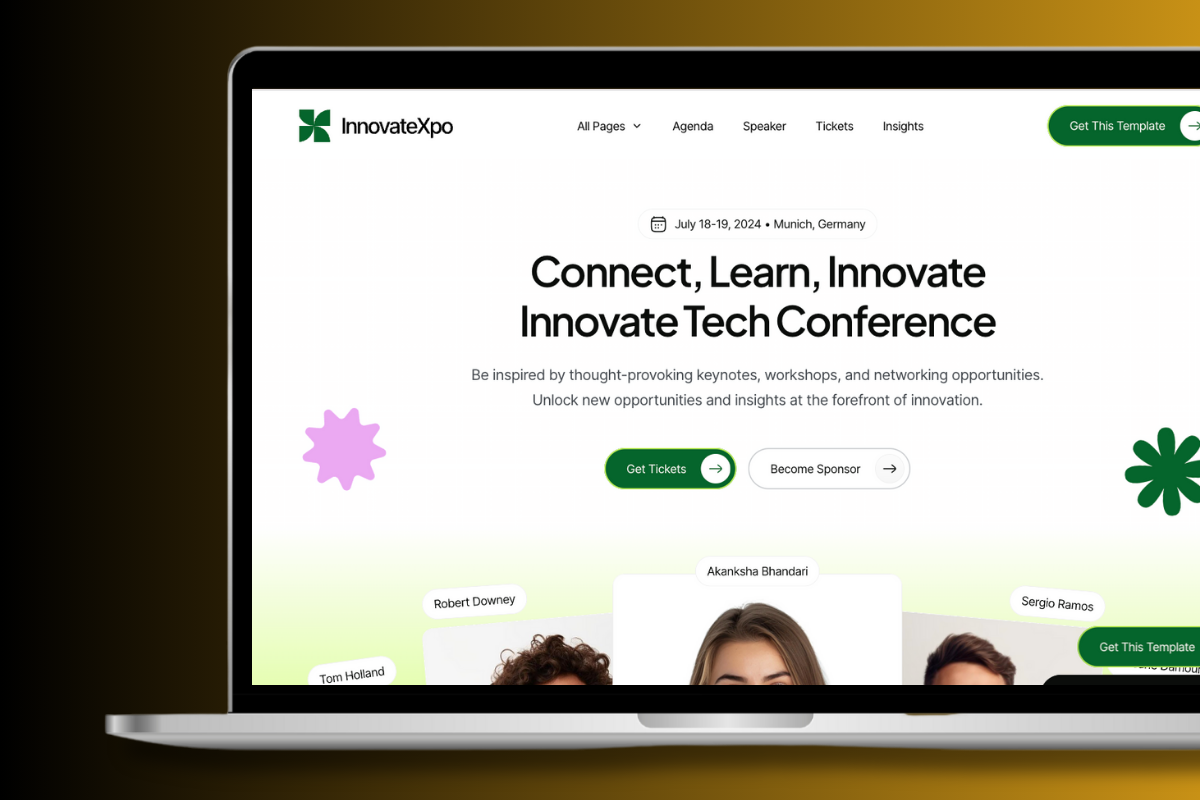 InnovateXpo
All Pages
Agenda
Speaker
Tickets
Insights
Get This Template
July 18-19, 2024 • Munich, Germany
Connect, Learn, Innovate
Innovate Tech Conference
Be inspired by thought-provoking keynotes, workshops, and networking opportunities.
Unlock new opportunities and insights at the forefront of innovation.
Get Tickets
Become Sponsor
Akanksha Bhandari
Robert Downey
Sergio Ramos
Tom Holland
Get This Template